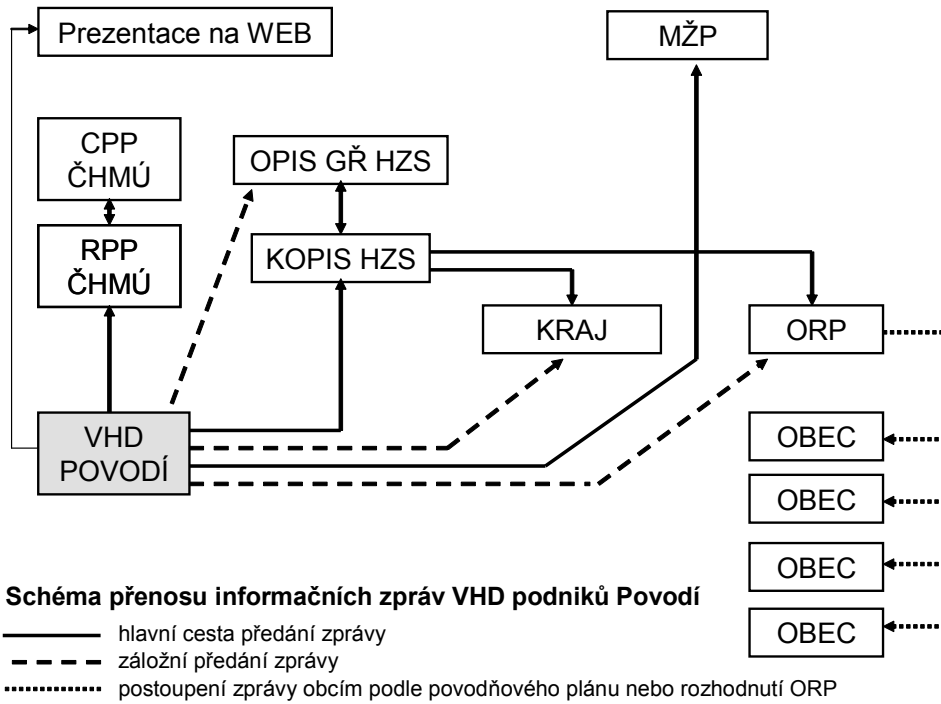 Prezentace na WEB
MŽP
CPP
ČHMÚ
OPIS GŘ HZS
RPP
ČHMÚ
KOPIS HZS
KRAJ
ORP
VHD
POVODÍ
OBEC
OBEC
OBEC
OBEC
Schéma přenosu informačních zpráv VHD podniků Povodí
hlavní cesta předání zprávy
záložní předání zprávy
postoupení zprávy obcím podle povodňového plánu nebo rozhodnutí ORP